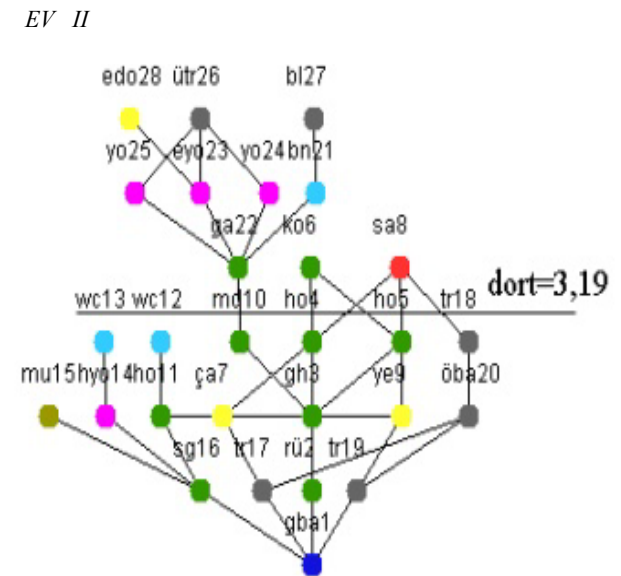 EV II
edo28 ütr26 bl27
yo25 eyo23 yo24 bn21
ga22 ko6 sa8
dort=3,19
wc13 wc12 md10 ho4 ho5 tr18
mu15 hyo14 ho11 ça7 gh3 ye9 öba20
sg16 tr17 rü2 tr19
gba1